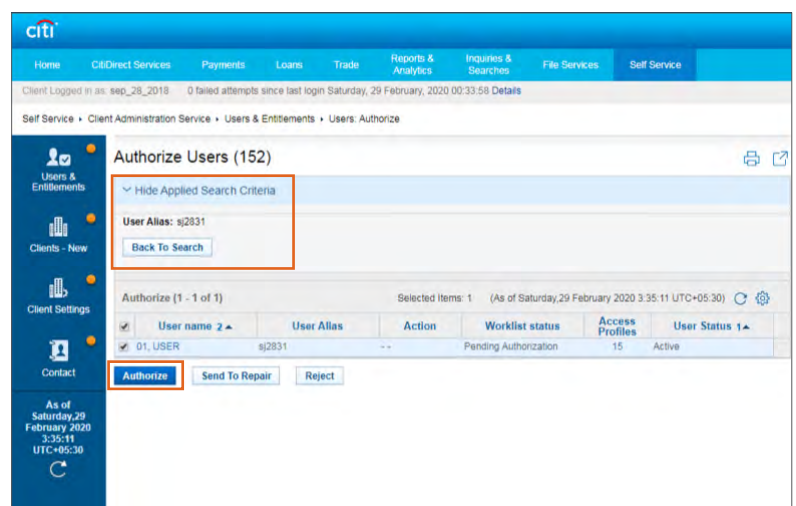 citi
Home CitiDirect Services Payments Loans Trade Reports & Analytics Inquiries & Searches File Services Self Service
Client Logged in as: sep_28_2018 0 failed attempts since last login Saturday, 29 February, 2020 00:33:58 Details
Self Service › Client Administration Service › Users & Entitlements › Users: Authorize
Users & Entitlements
Clients - New
Client Settings
Contact
As of
Saturday,29
February 2020
3:35:11
UTC+05:30
Authorize Users (152)
Hide Applied Search Criteria
User Alias: sj2831
Back To Search
Authorize (1 - 1 of 1) Selected Items: 1 (As of Saturday,29 February 2020 3:35:11 UTC+05:30)
User name 2 User Alias Action Worklist status Access Profiles User Status 1
01, USER sj2831 - - Pending Authorization 15 Active
Authorize Send To Repair Reject